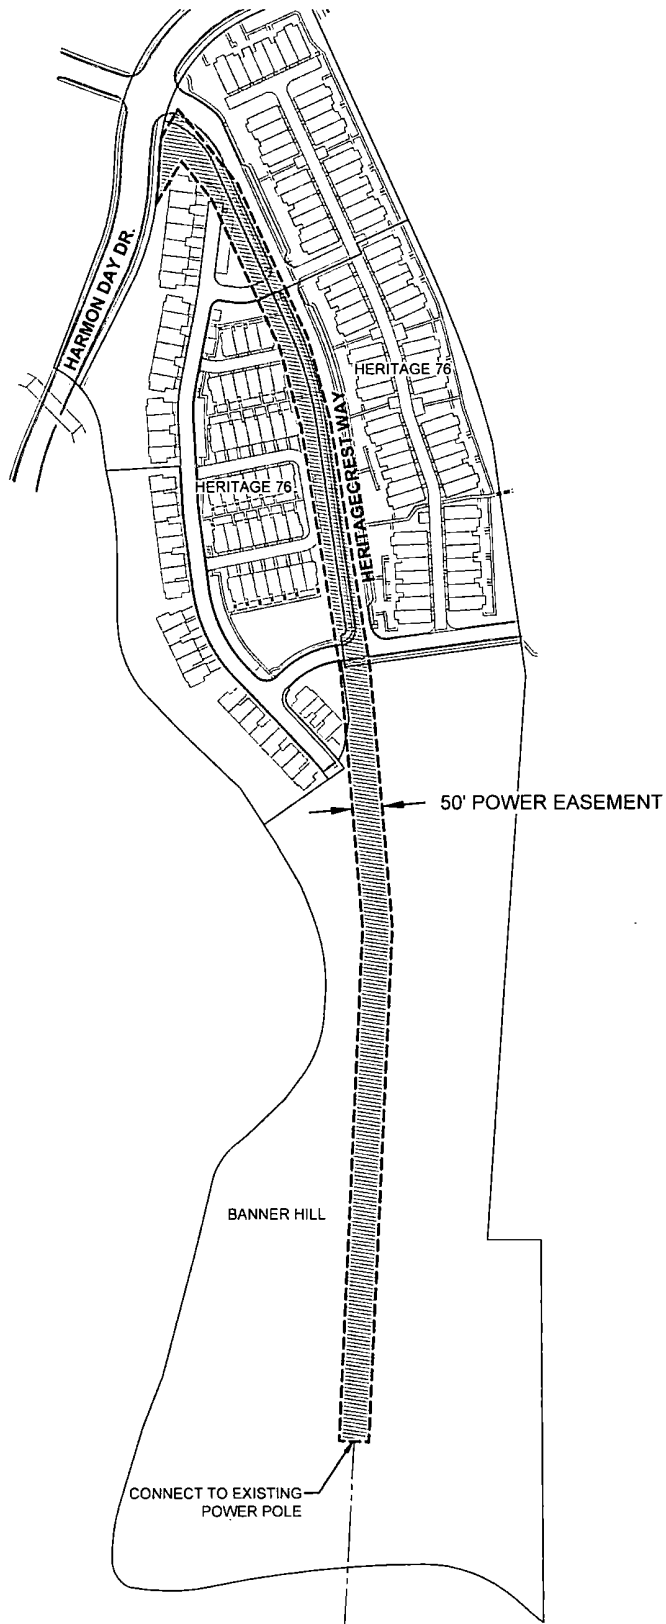 HARMON DAY DR.
HERITAGE 76
HERITAGECREST WAY
HERITAGE 76
50' POWER EASEMENT
BANNER HILL
CONNECT TO EXISTING
POWER POLE